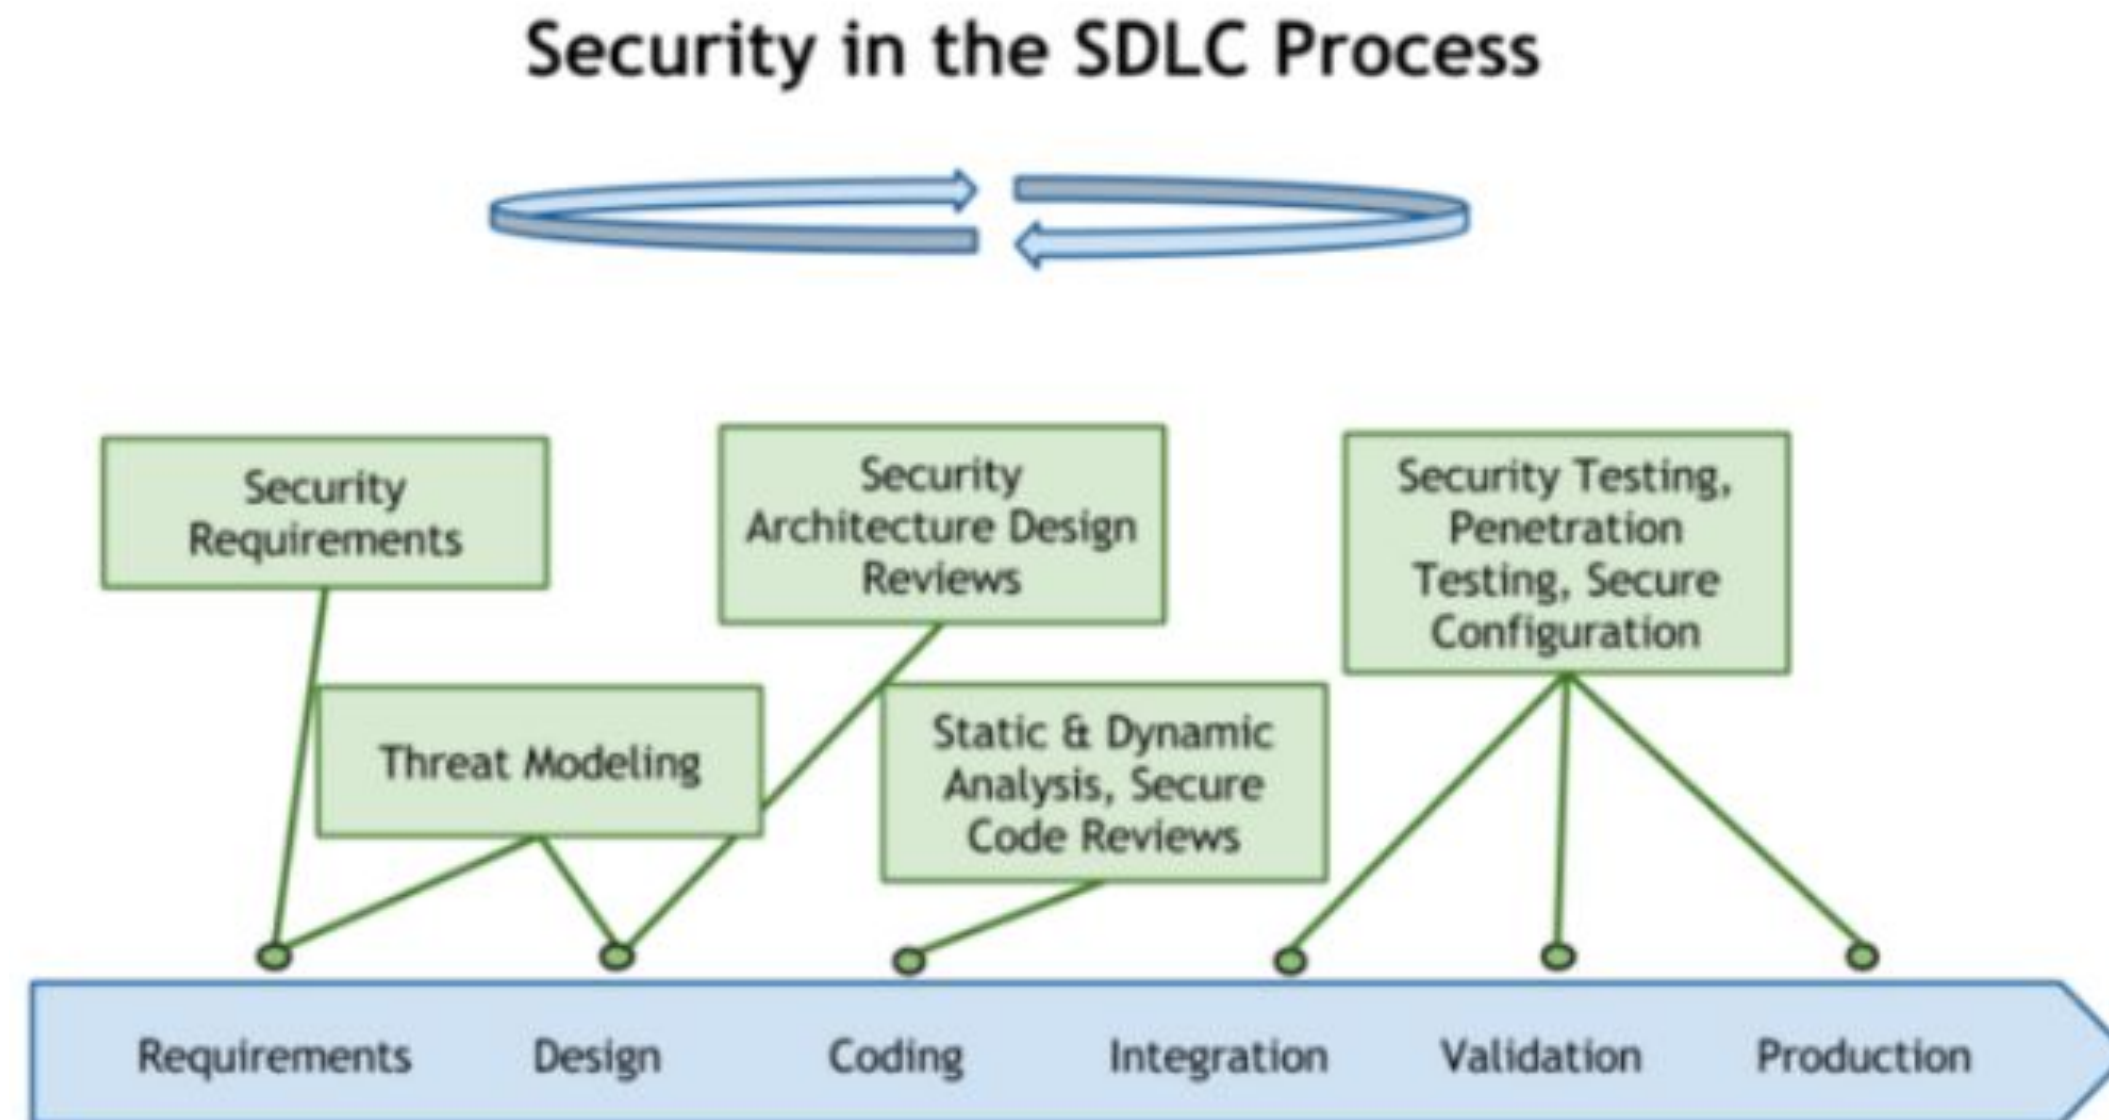 Security in the SDLC Process
Security
Requirements
Security
Architecture Design
Reviews
Security Testing,
Penetration
Testing, Secure
Configuration
Threat Modeling
Static & Dynamic
Analysis, Secure
Code Reviews
Requirements Design Coding Integration Validation Production